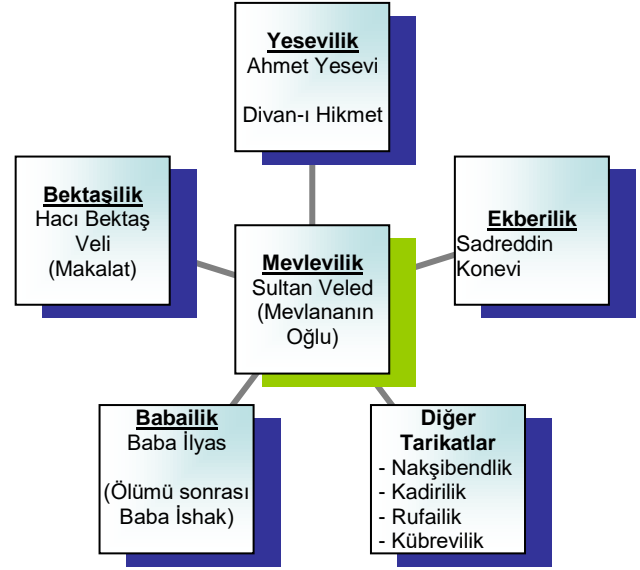 Yesevilik
Ahmet Yesevi
Divan-ı Hikmet
Bektaşilik
Hacı Bektaş
Veli
(Makalat)
Mevlevilik
Sultan Veled
(Mevlananın
Oğlu)
Ekberilik
Sadreddin
Konevi
Babailik
Baba İlyas
(Ölümü sonrası
Baba İshak)
Diğer
Tarikatlar
- Nakşibendlik
- Kadirilik
- Rufailik
- Kübrevilik